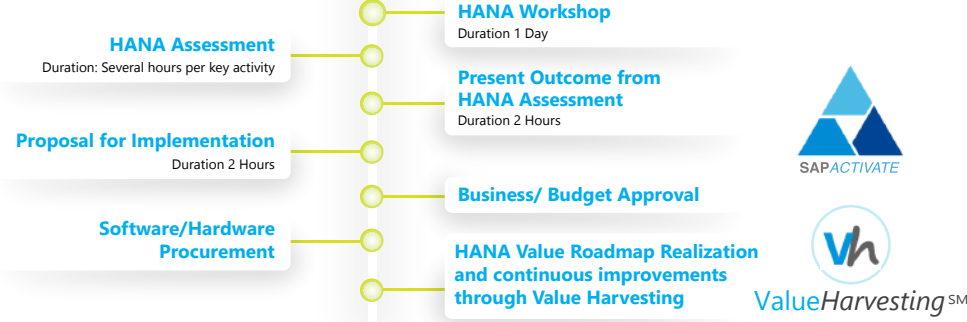 HANA Workshop
Duration 1 Day
HANA Assessment
Duration: Several hours per key activity
Present Outcome from
HANA Assessment
Duration 2 Hours
Proposal for Implementation
Duration 2 Hours
Business/ Budget Approval
Software/Hardware
Procurement
HANA Value Roadmap Realization
and continuous improvements
through Value Harvesting
SAPACTIVATE
Vh
ValueHarvesting SM